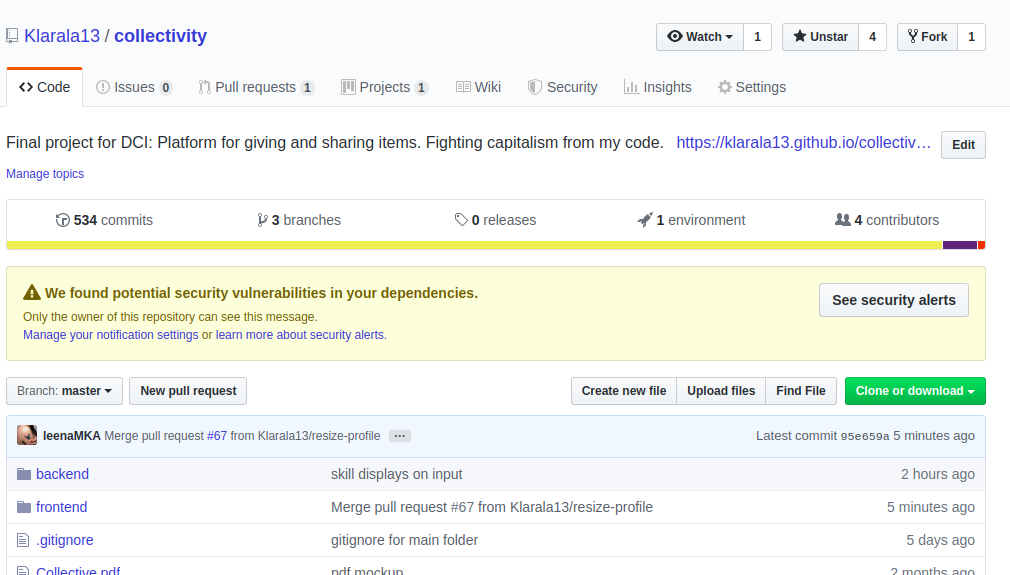 Klarala13 / collectivity
Watch 1 Unstar 4 Fork 1
Code Issues 0 Pull requests 1 Projects 1 Wiki Security Insights Settings
Final project for DCI: Platform for giving and sharing items. Fighting capitalism from my code. https://klarala13.github.io/collectiv… Edit
Manage topics
534 commits 3 branches 0 releases 1 environment 4 contributors
We found potential security vulnerabilities in your dependencies.
See security alerts
Only the owner of this repository can see this message.
Manage your notification settings or learn more about security alerts.
Branch: master New pull request Create new file Upload files Find File Clone or download
leenaMKA Merge pull request #67 from Klarala13/resize-profile … Latest commit 95e659a 5 minutes ago
backend skill displays on input 2 hours ago
frontend Merge pull request #67 from Klarala13/resize-profile 5 minutes ago
.gitignore gitignore for main folder 5 days ago
Collective.pdf pdf mockup 2 months ago